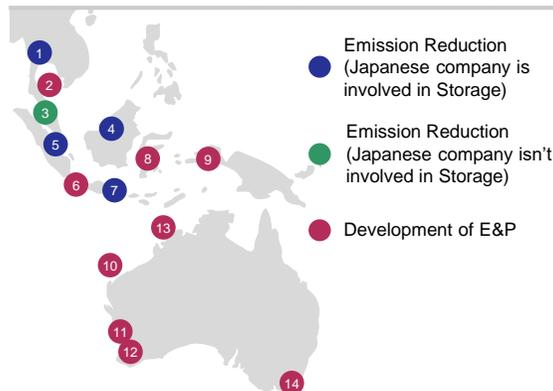 Emission Reduction
(Japanese company is
involved in Storage)
Emission Reduction
(Japanese company isn't
involved in Storage)
Development of E&P
1
2
3
4
5
6
7
8
9
10
11
12
13
14